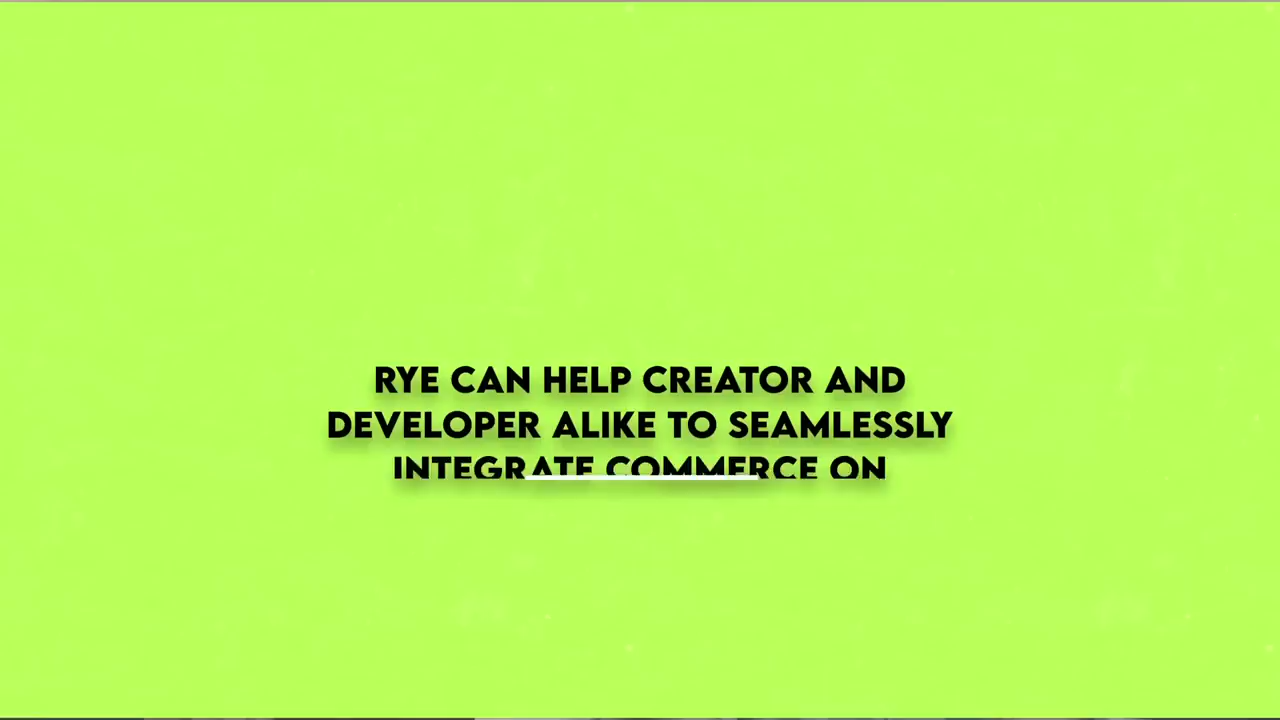 RYE CAN HELP CREATOR AND
DEVELOPER ALIKE TO SEAMLESSLY
INTEGRATE COMMERCE ON